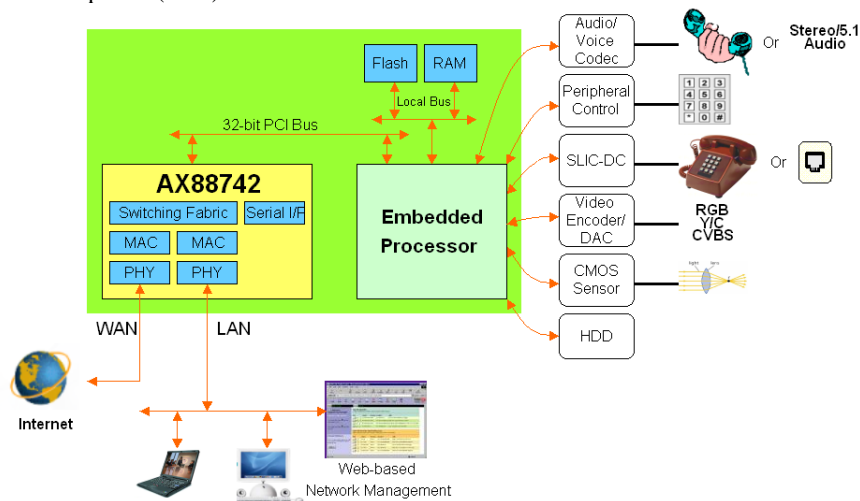 Audio/
Voice
Codec
Or
Stereo/5.1
Audio
Flash
RAM
Local Bus
Peripheral
Control
1 2 3
4 5 6
7 8 9
* 0 #
32-bit PCI Bus
SLIC-DC
Or
AX88742
Switching Fabric
Serial I/F
MAC
MAC
PHY
PHY
Embedded
Processor
Video
Encoder/
DAC
RGB
Y/C
CVBS
CMOS
Sensor
light
lens
HDD
WAN
LAN
Internet
Web-based
Network Management